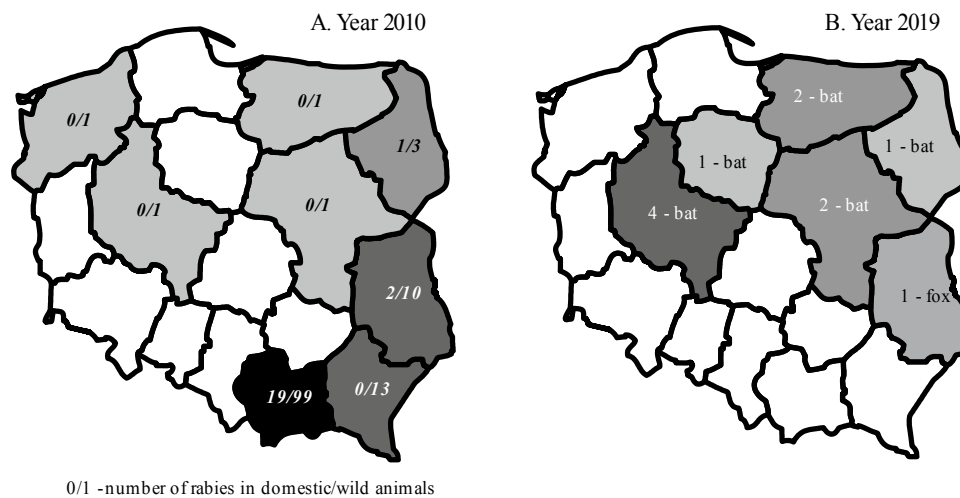 A. Year 2010
B. Year 2019
0/1
0/1
1/3
0/1
0/1
2/10
19/99
0/13
2 - bat
1 - bat
1 - bat
4 - bat
2 - bat
1 - fox
0/1 -number of rabies in domestic/wild animals